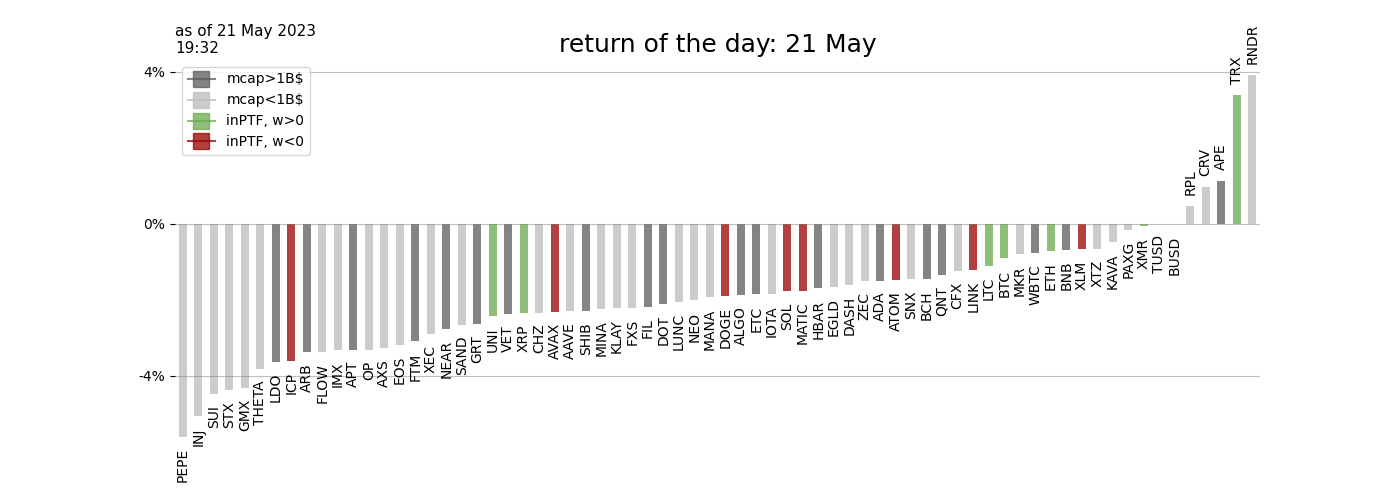 as of 21 May 2023
19:32
return of the day: 21 May
4%
0%
-4%
mcap>1B$
mcap<1B$
inPTF, w>0
inPTF, w<0
PEPE
INJ
SUI
STX
GMX
THETA
LDO
ICP
ARB
FLOW
IMX
APT
OP
AXS
EOS
FTM
XEC
NEAR
SAND
GRT
UNI
VET
XRP
CHZ
AVAX
AAVE
SHIB
MINA
KLAY
FXS
FIL
DOT
LUNC
NEO
MANA
DOGE
ALGO
ETC
IOTA
SOL
MATIC
HBAR
EGLD
DASH
ZEC
ADA
ATOM
SNX
BCH
QNT
CFX
LINK
LTC
BTC
MKR
WBTC
ETH
BNB
XLM
XTZ
KAVA
PAXG
XMR
TUSD
BUSD
RPL
CRV
APE
TRX
RNDR